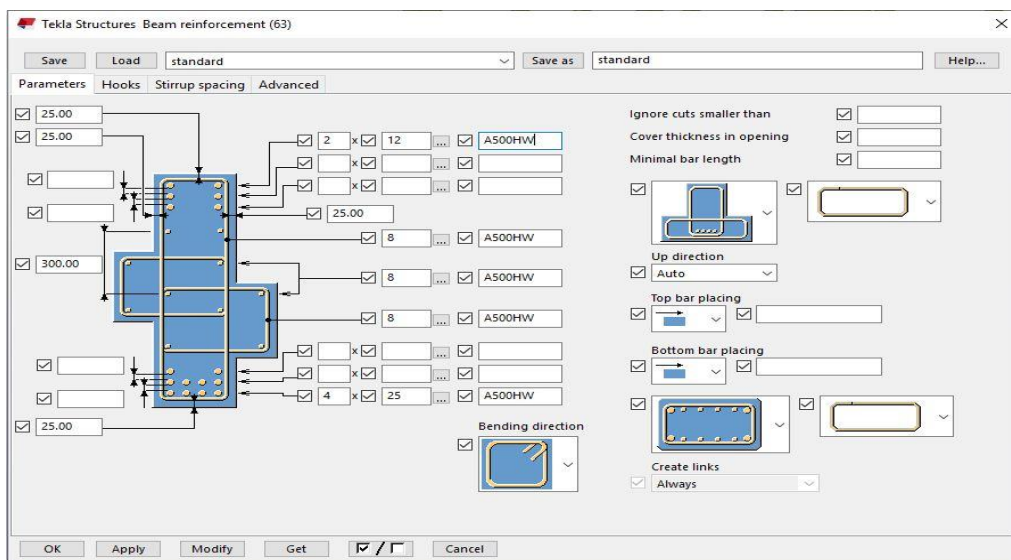 Tekla Structures Beam reinforcement (63)
Save Load standard Save as standard Help...
Parameters Hooks Stirrup spacing Advanced
25.00 Ignore cuts smaller than
25.00 2 x 12 ... A500HW Cover thickness in opening
x ... Minimal bar length
x ...
25.00
8 ... A500HW
Up direction
300.00 8 ... A500HW Auto
Top bar placing
8 ... A500HW
x ... Bottom bar placing
x ...
4 x 25 ... A500HW
25.00 Bending direction
Create links
Always
OK Apply Modify Get / Cancel